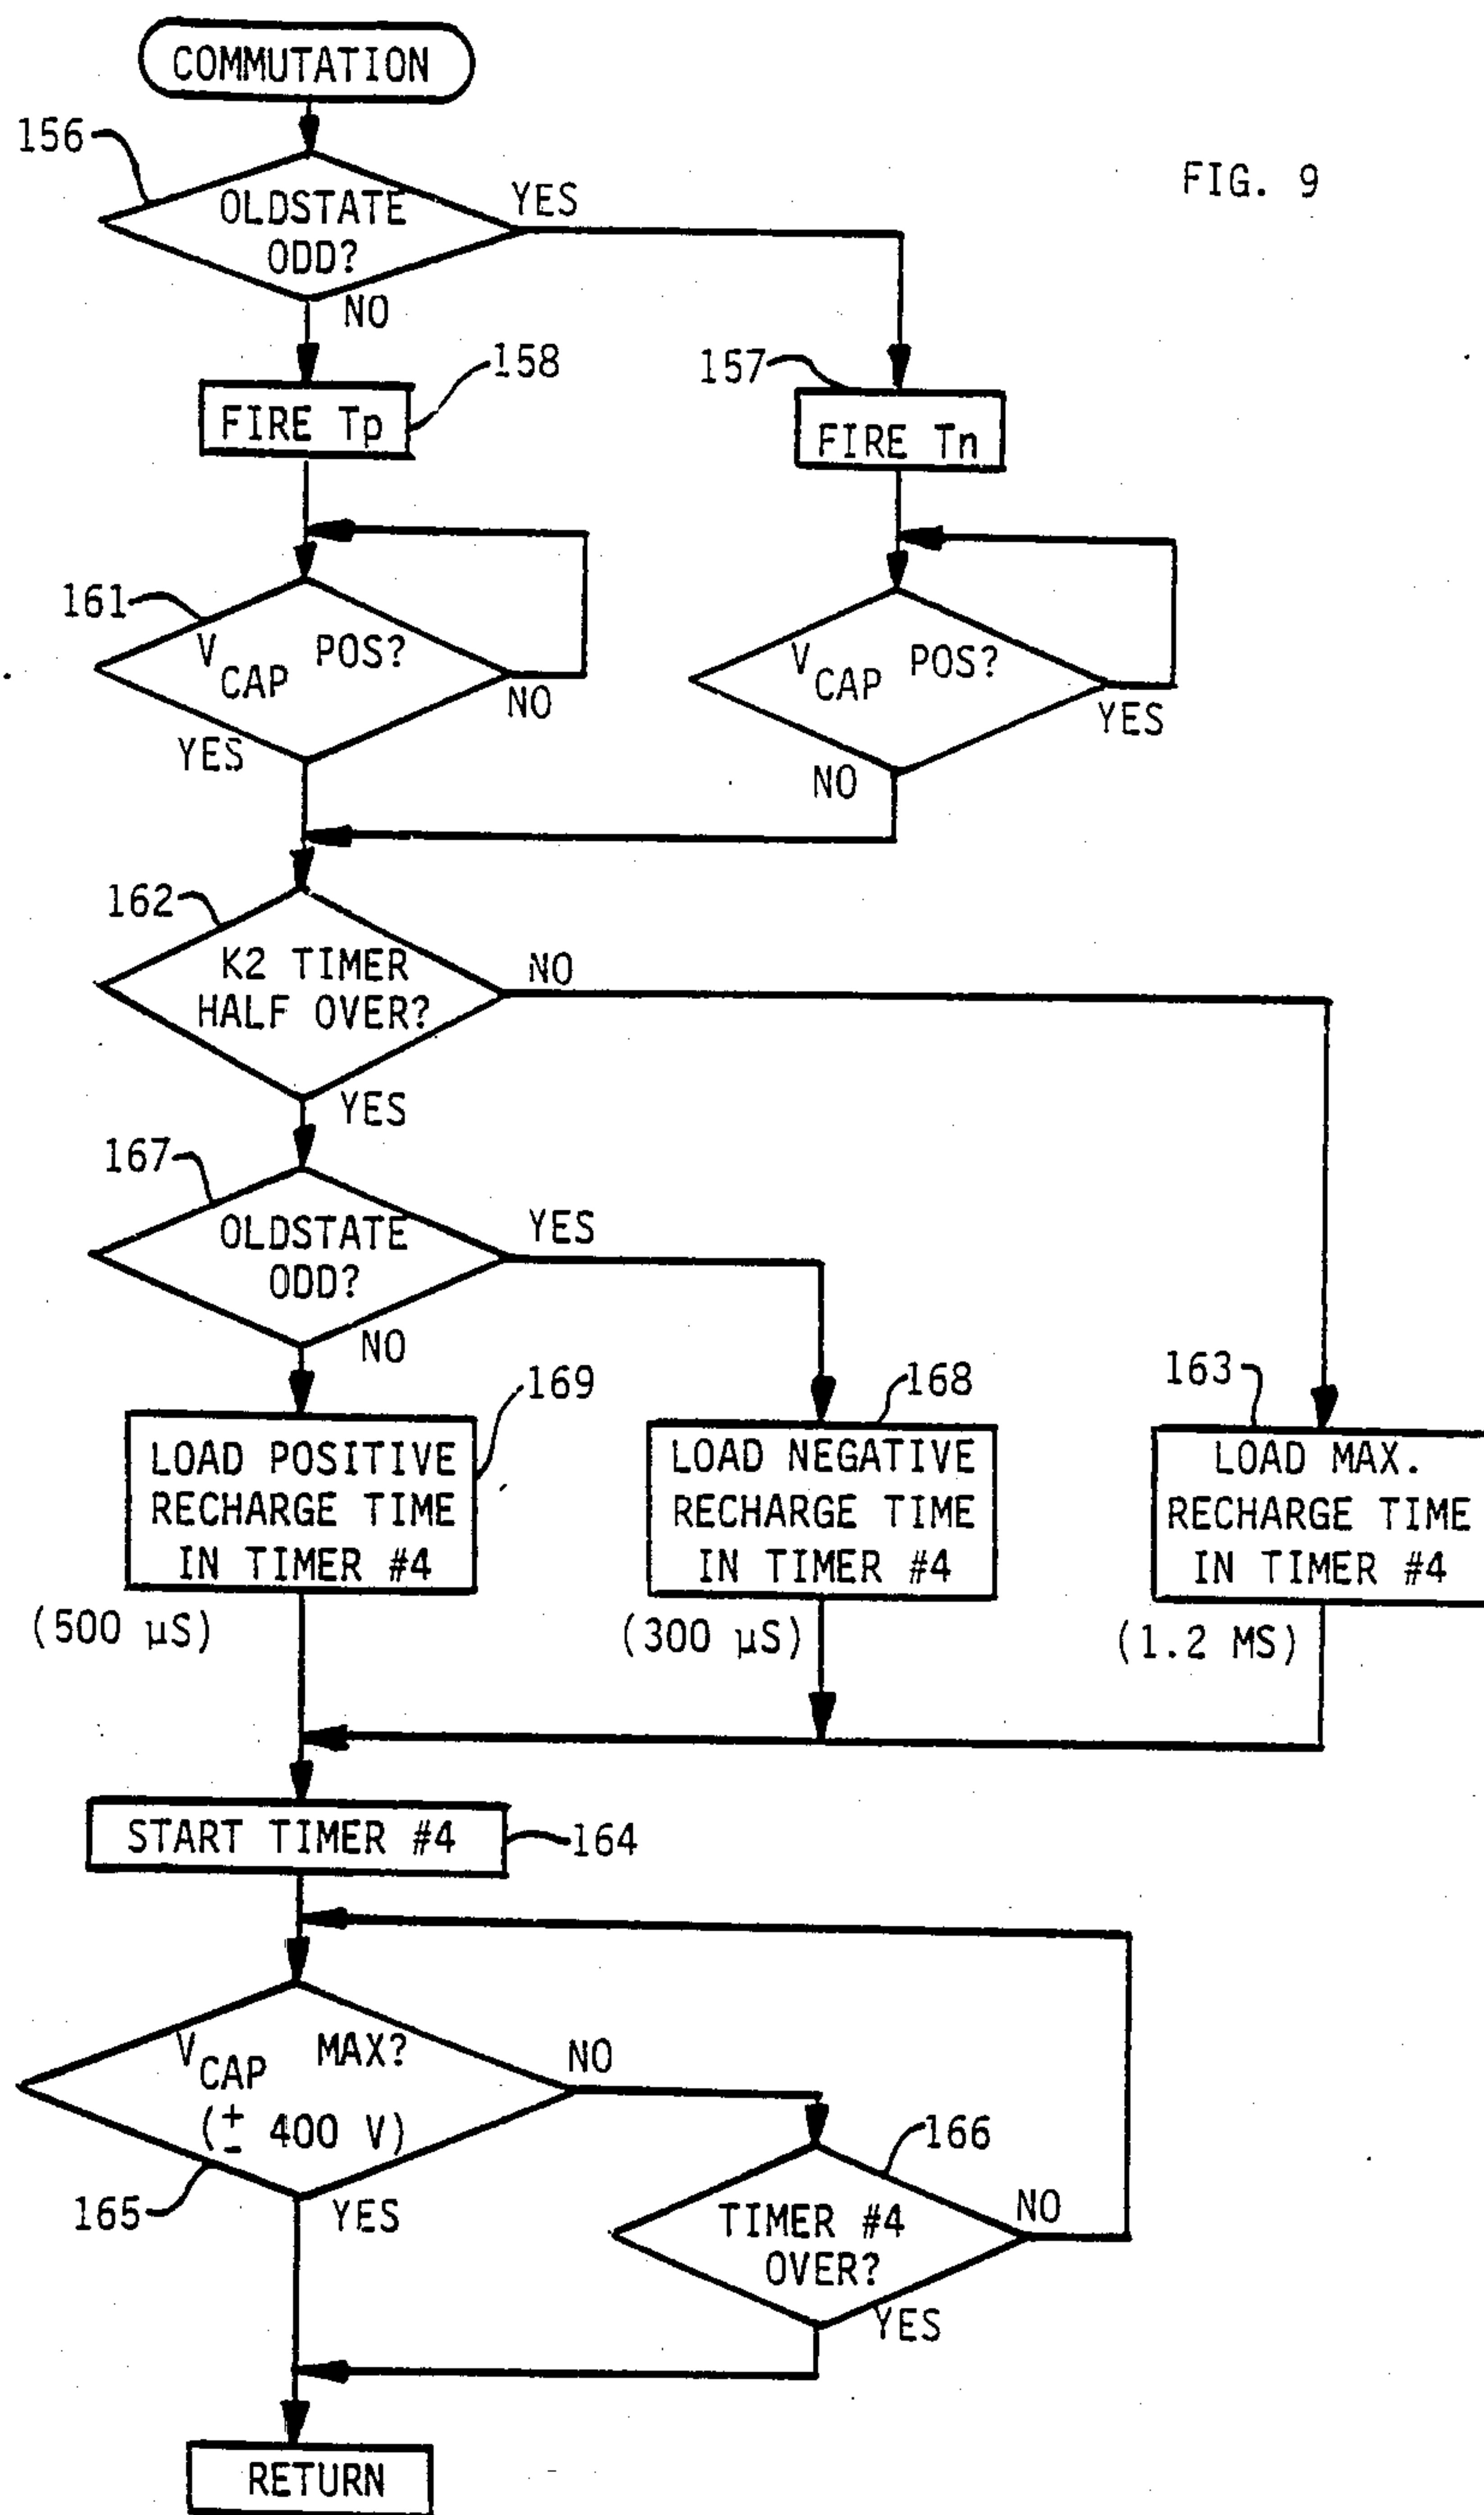 COMMUTATION
156
FIG. 9
OLDSTATE
ODD?
YES
NO
158
157
FIRE Tp
FIRE Tn
161
V CAP POS?
NO
YES
V CAP POS?
YES
NO
162
K2 TIMER
HALF OVER?
NO
YES
167
OLDSTATE
ODD?
YES
NO
169
168
163
LOAD POSITIVE
RECHARGE TIME
IN TIMER #4
LOAD NEGATIVE
RECHARGE TIME
IN TIMER #4
LOAD MAX.
RECHARGE TIME
IN TIMER #4
(500 µS)
(300 µS)
(1.2 MS)
START TIMER #4
164
V CAP MAX?
(± 400 V)
NO
165
YES
166
TIMER #4
OVER?
NO
YES
RETURN